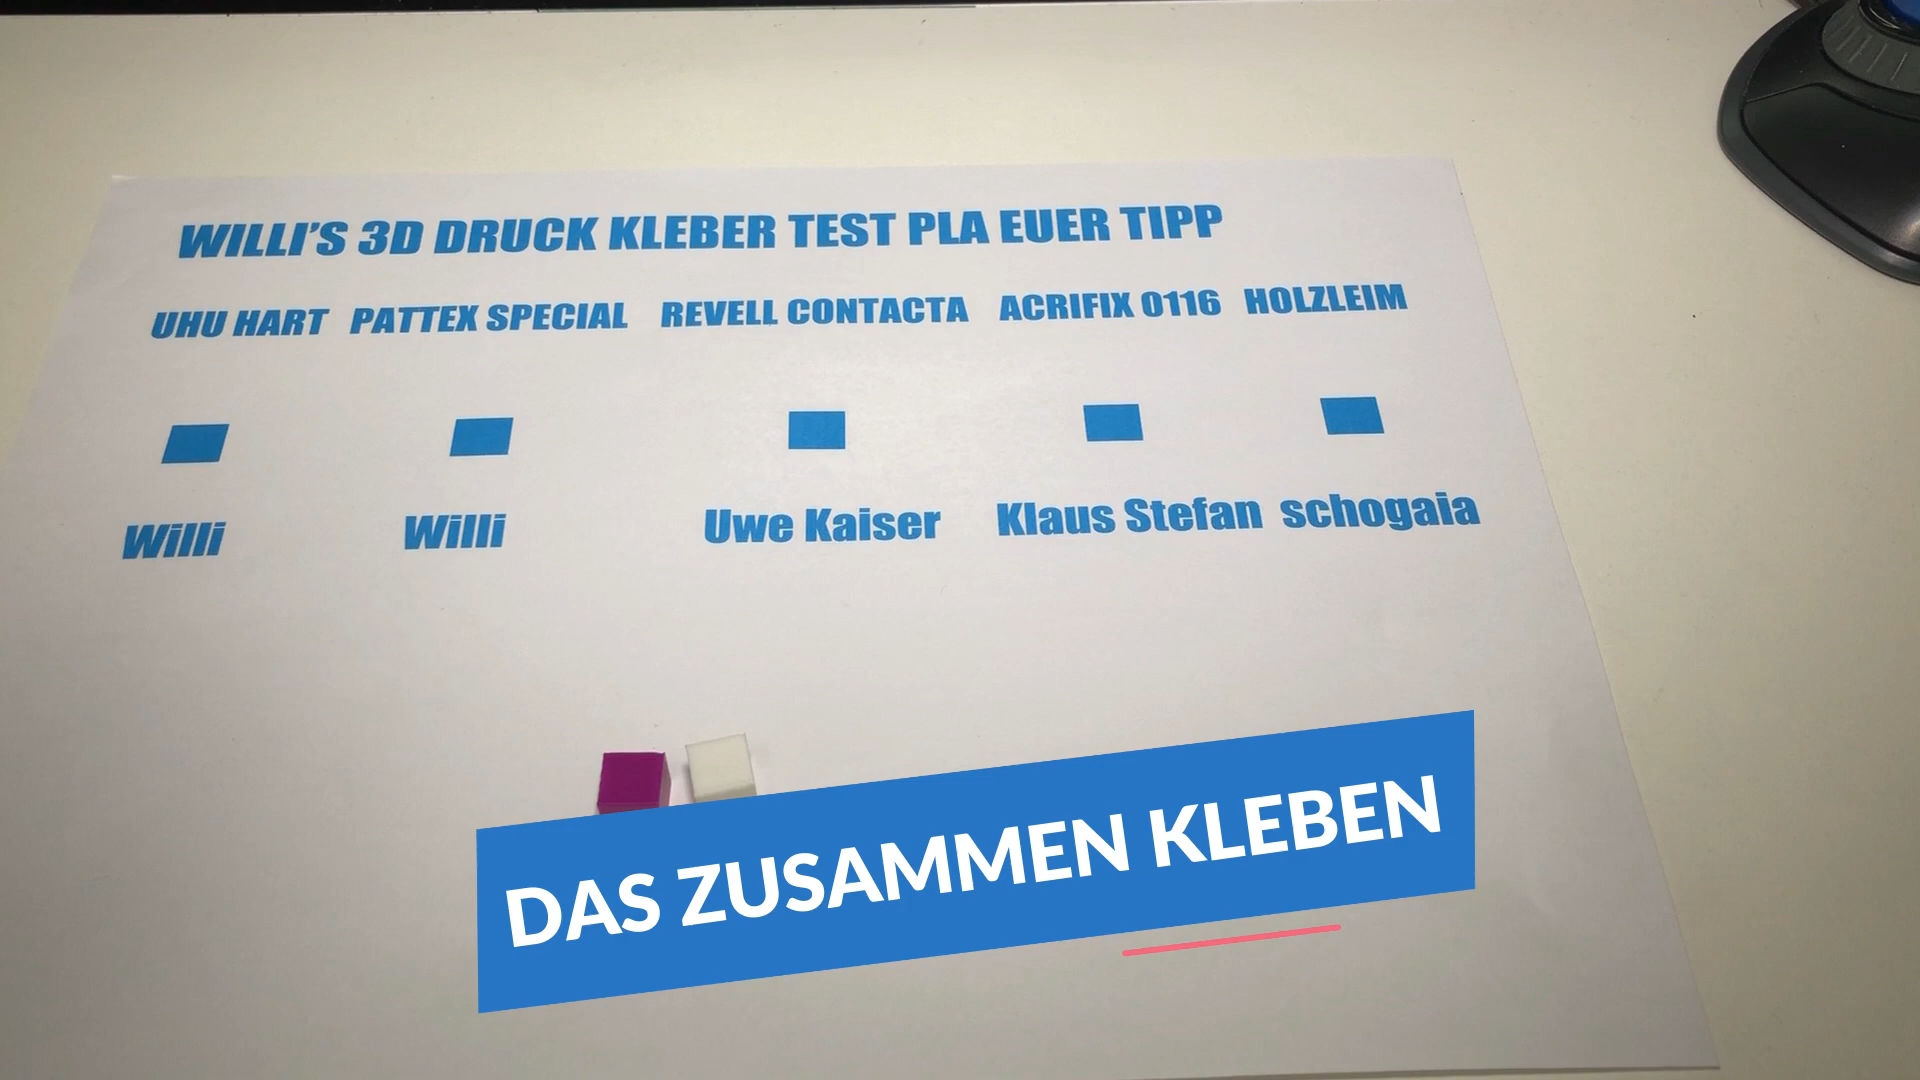 WILLI'S 3D DRUCK KLEBER TEST PLA EUER TIPP
UHU HART PATTEX SPECIAL REVELL CONTACTA ACRIFIX 0116 HOLZLEIM
Willi Willi Uwe Kaiser Klaus Stefan schogaia
DAS ZUSAMMEN KLEBEN